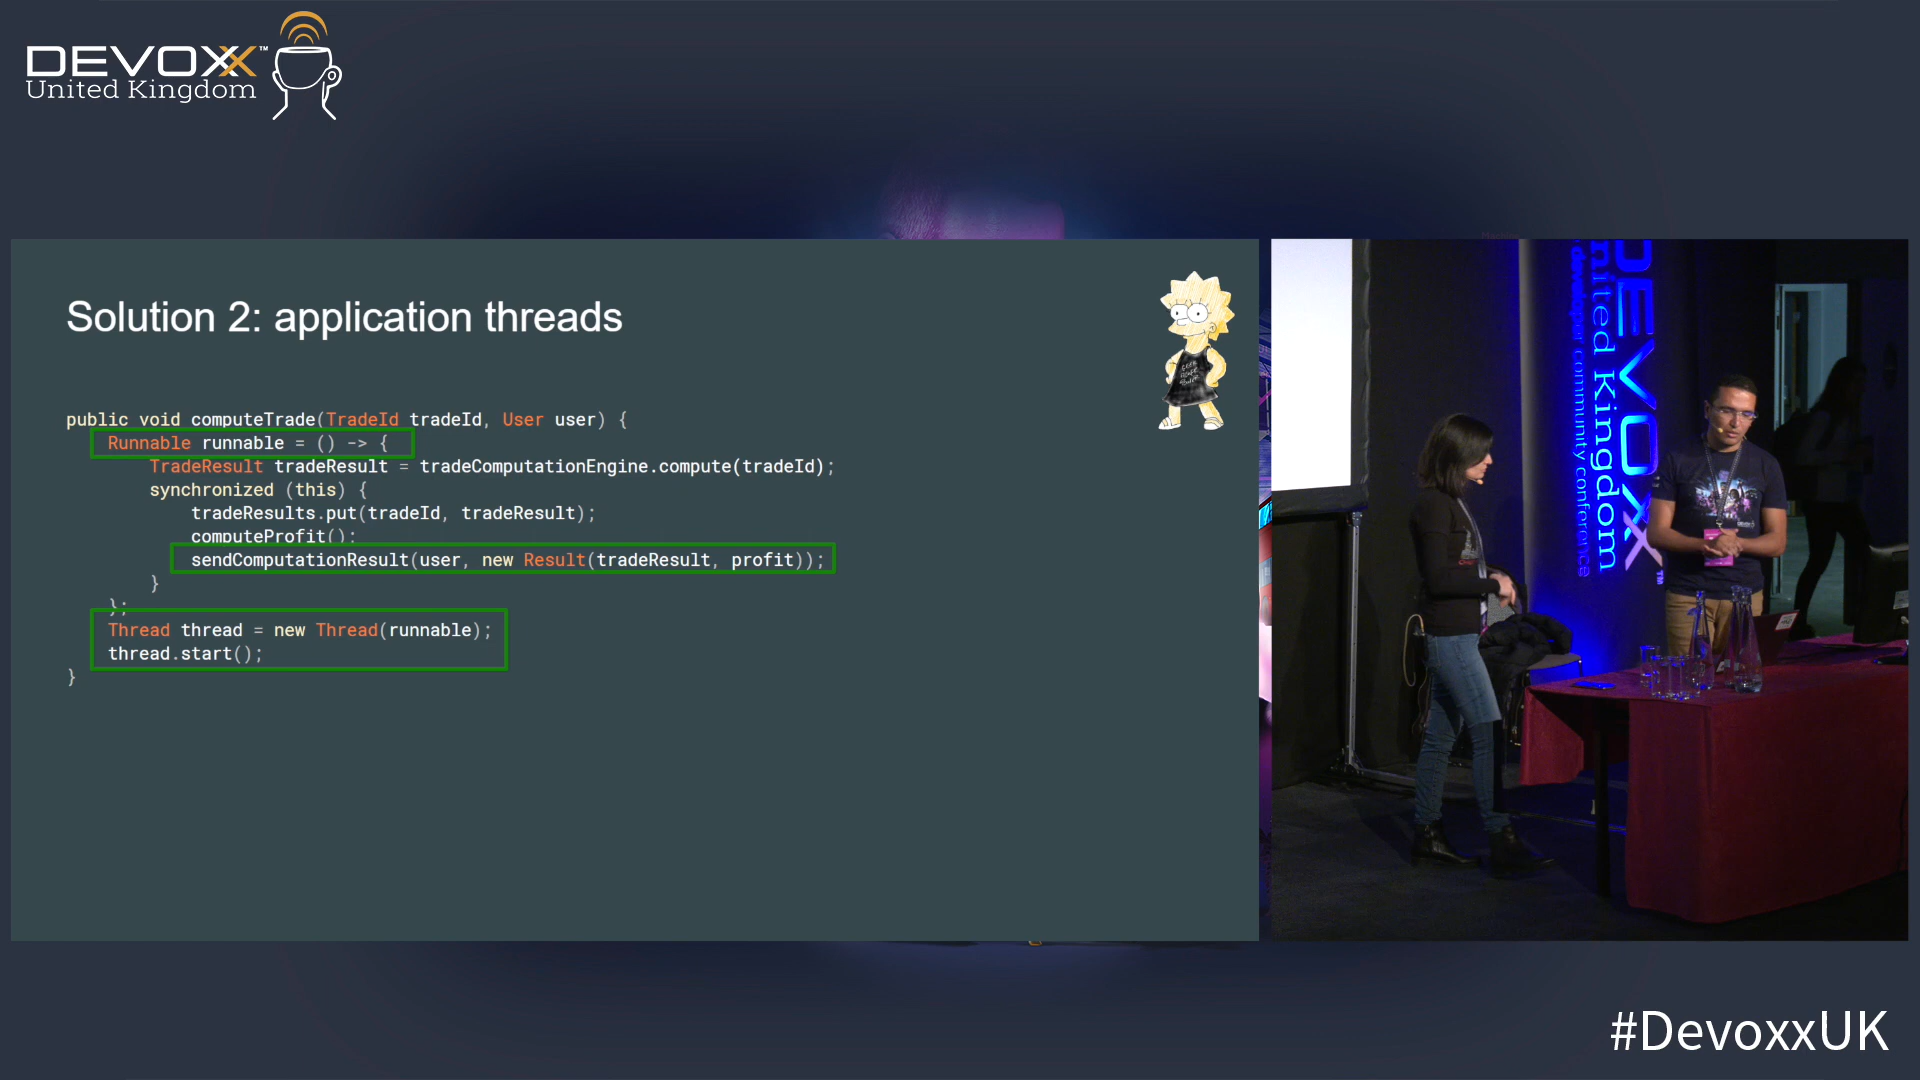 DEVOXX™
United Kingdom
Solution 2: application threads
public void computeTrade(TradeId tradeId, User user) {
Runnable runnable = () -> {
TradeResult tradeResult = tradeComputationEngine.compute(tradeId);
synchronized (this) {
tradeResults.put(tradeId, tradeResult);
computeProfit();
sendComputationResult(user, new Result(tradeResult, profit));
}
};
Thread thread = new Thread(runnable);
thread.start();
}
DEVOXX™
United Kingdom
developer community conference
#DevoxxUK